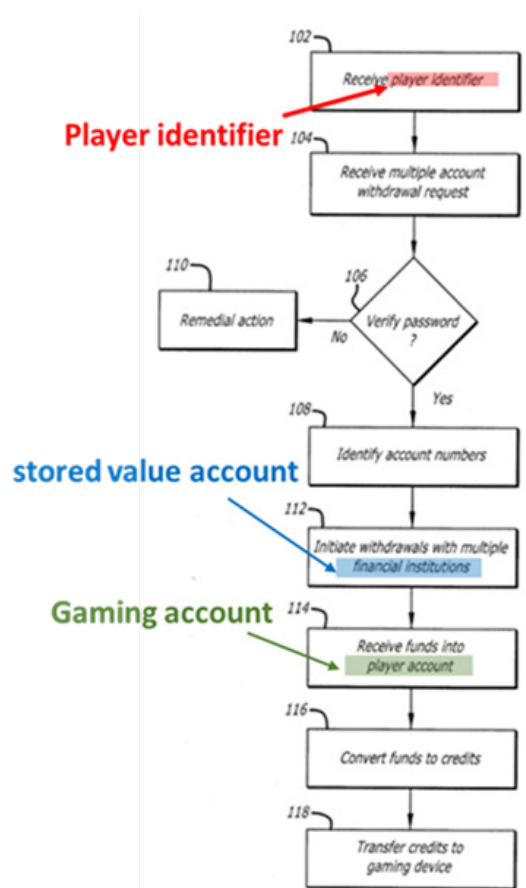 102
Receive player identifier
Player identifier
104
Receive multiple account
withdrawal request
110
Remedial action
106
Verify password
?
No
Yes
108
Identify account numbers
stored value account
112
Initiate withdrawals with multiple
financial institutions
Gaming account
114
Receive funds into
player account
116
Convert funds to credits
118
Transfer credits to
gaming device